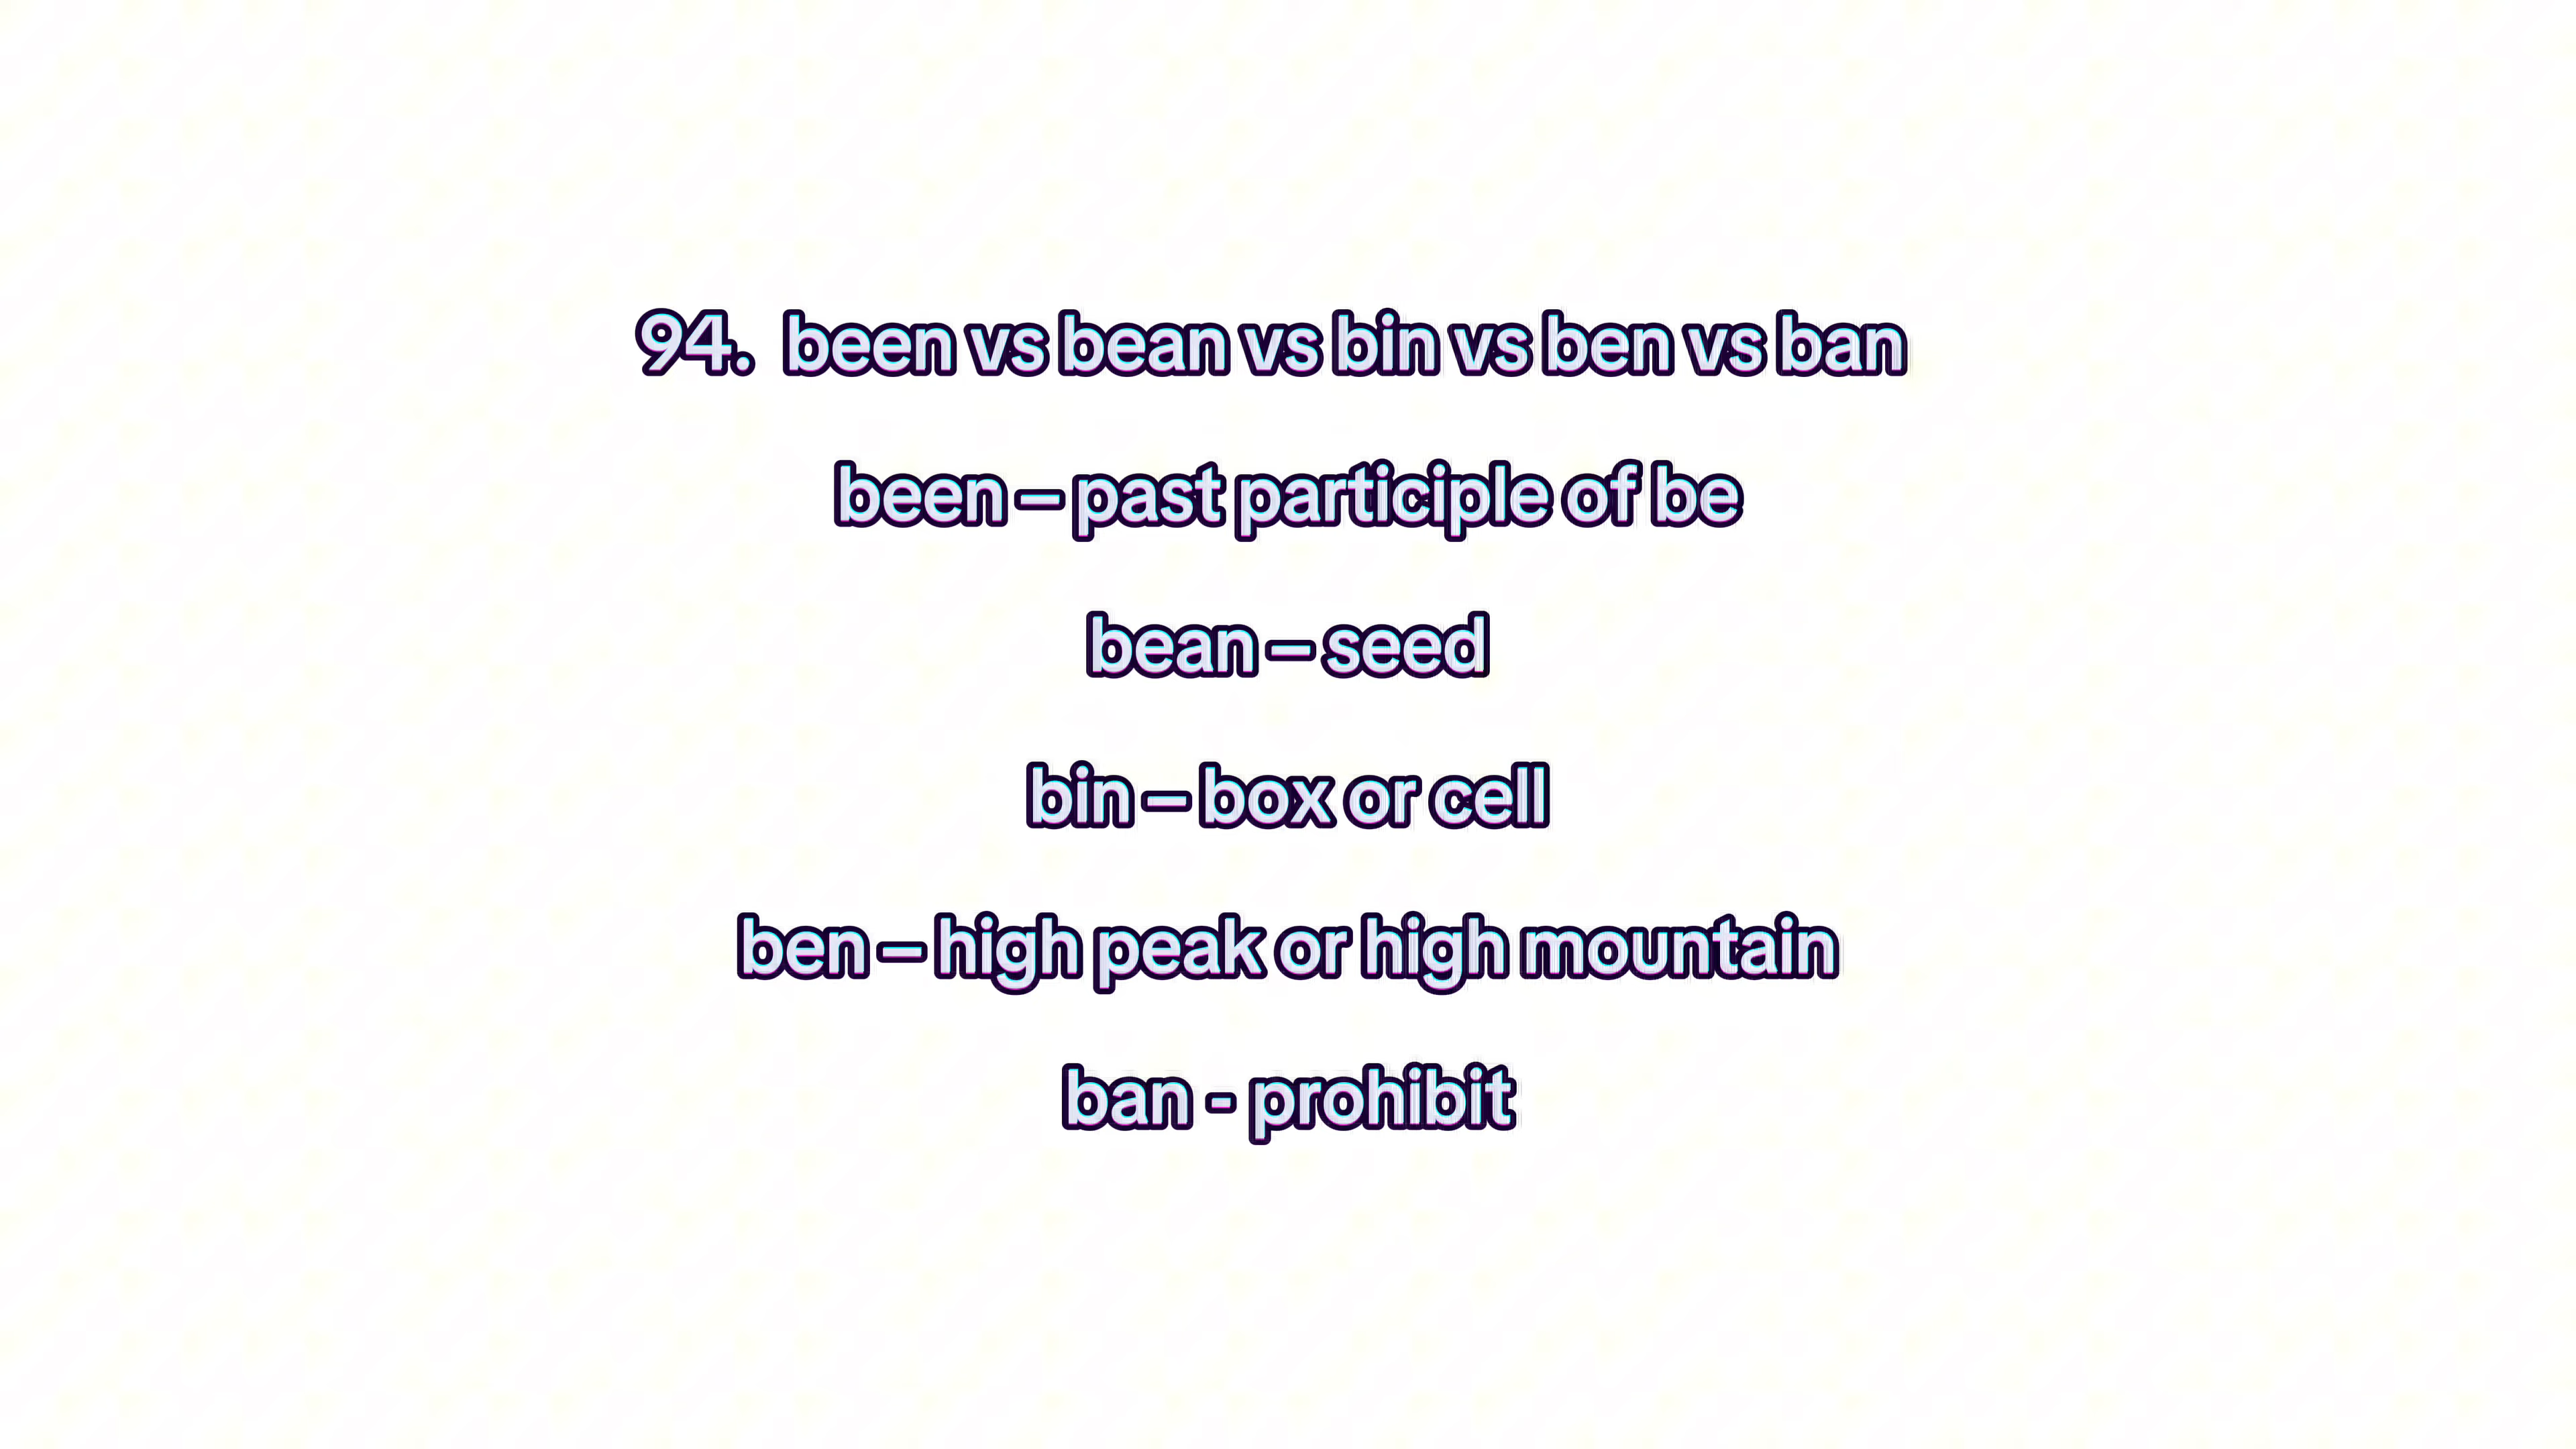 94.  been vs bean vs bin vs ben vs ban
been – past participle of be
bean – seed
bin – box or cell
ben – high peak or high mountain
ban - prohibit